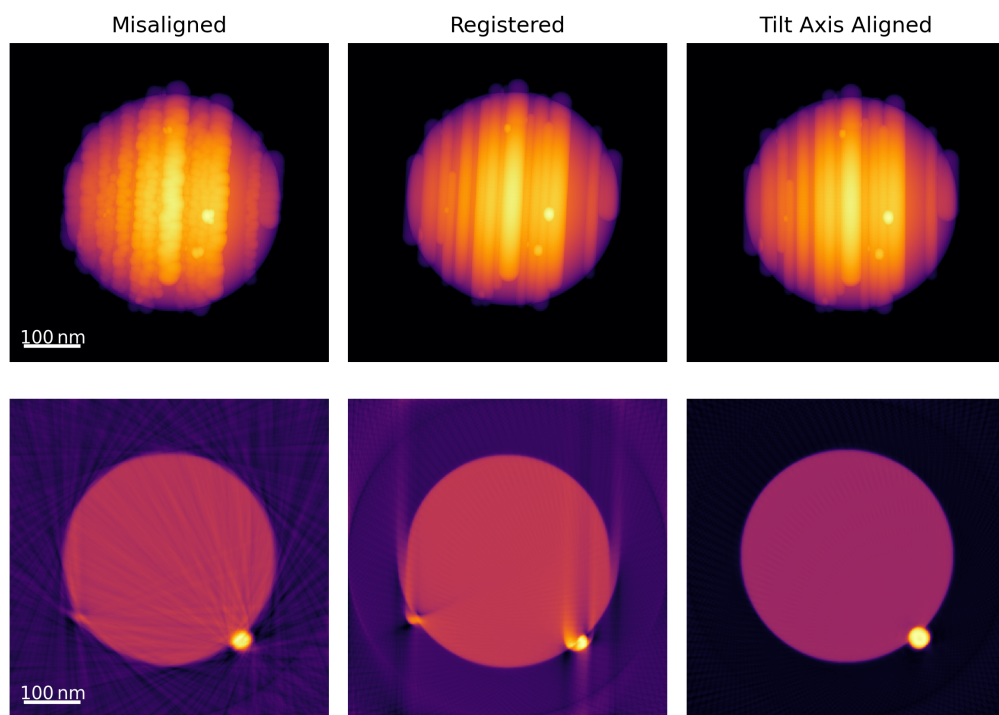 Misaligned
Registered
Tilt Axis Aligned
100 nm
100 nm